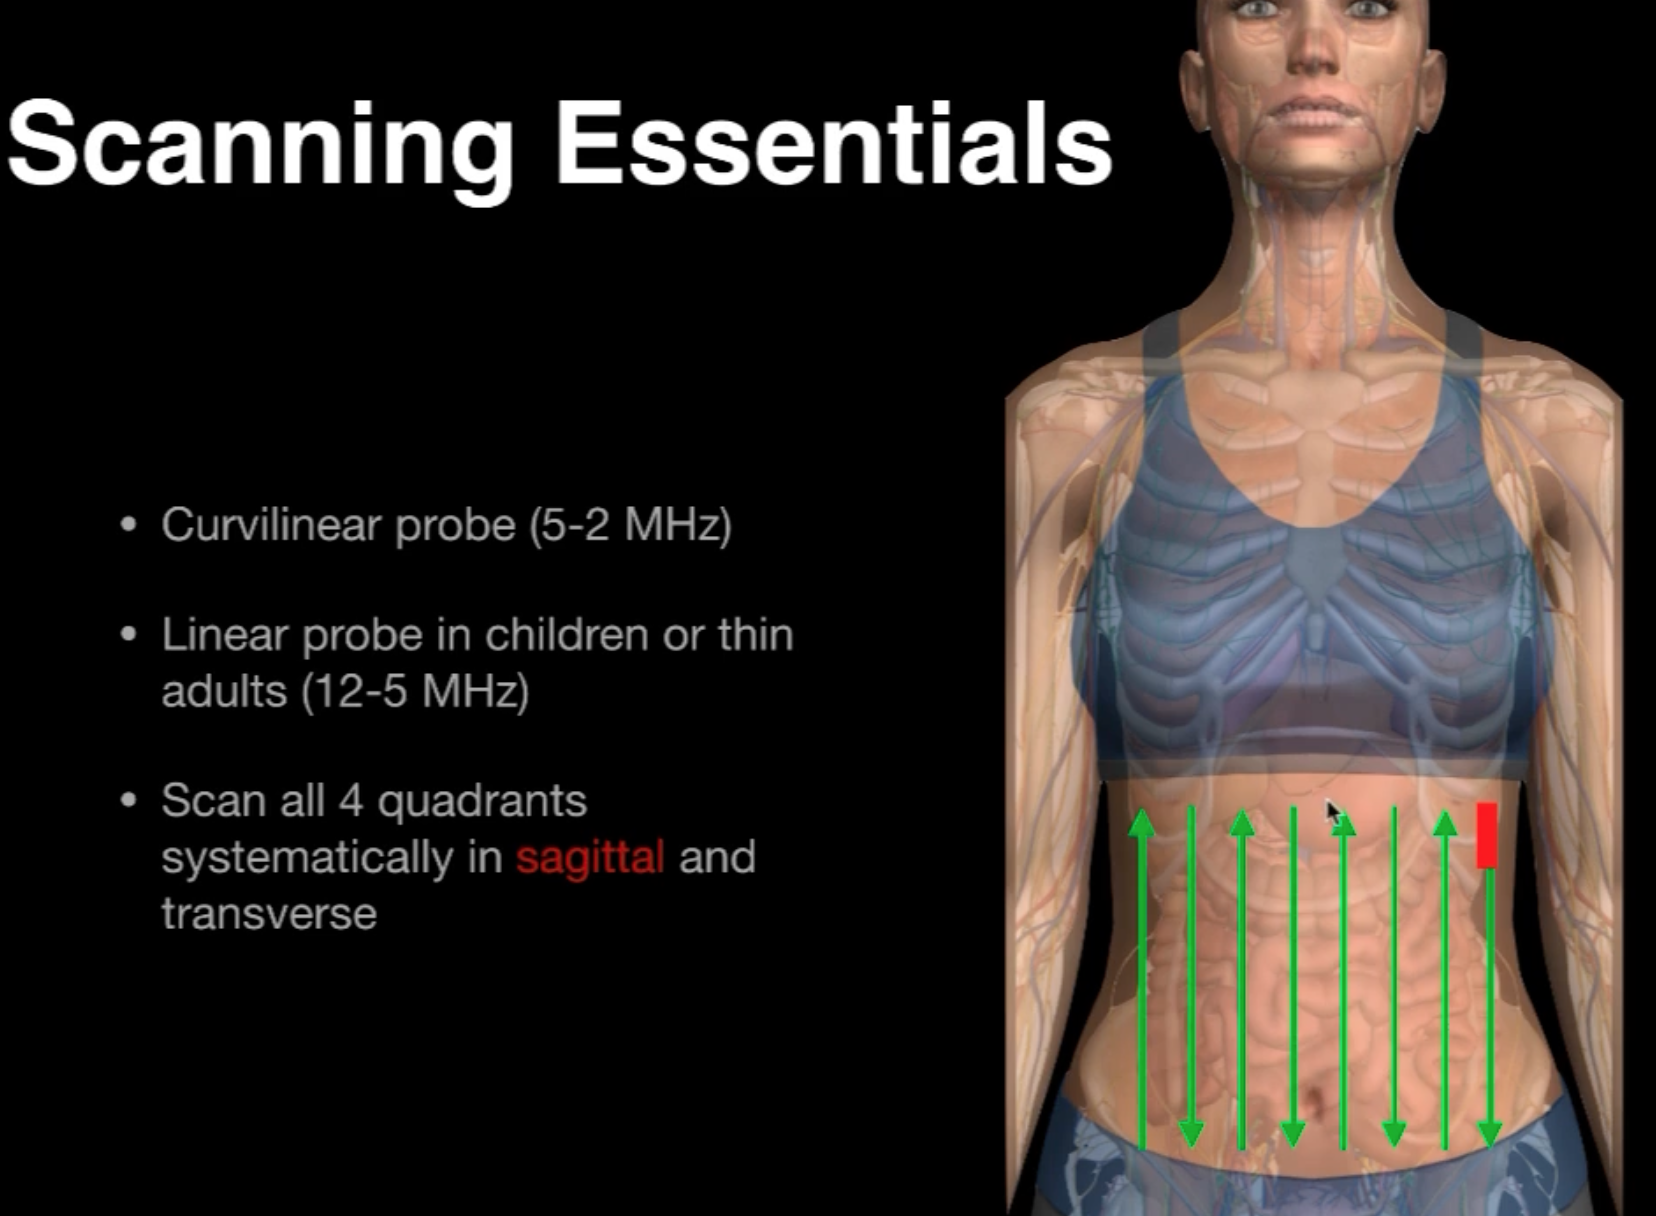 Scanning Essentials
• Curvilinear probe (5-2 MHz)
• Linear probe in children or thin
adults (12-5 MHz)
• Scan all 4 quadrants
systematically in sagittal and
transverse